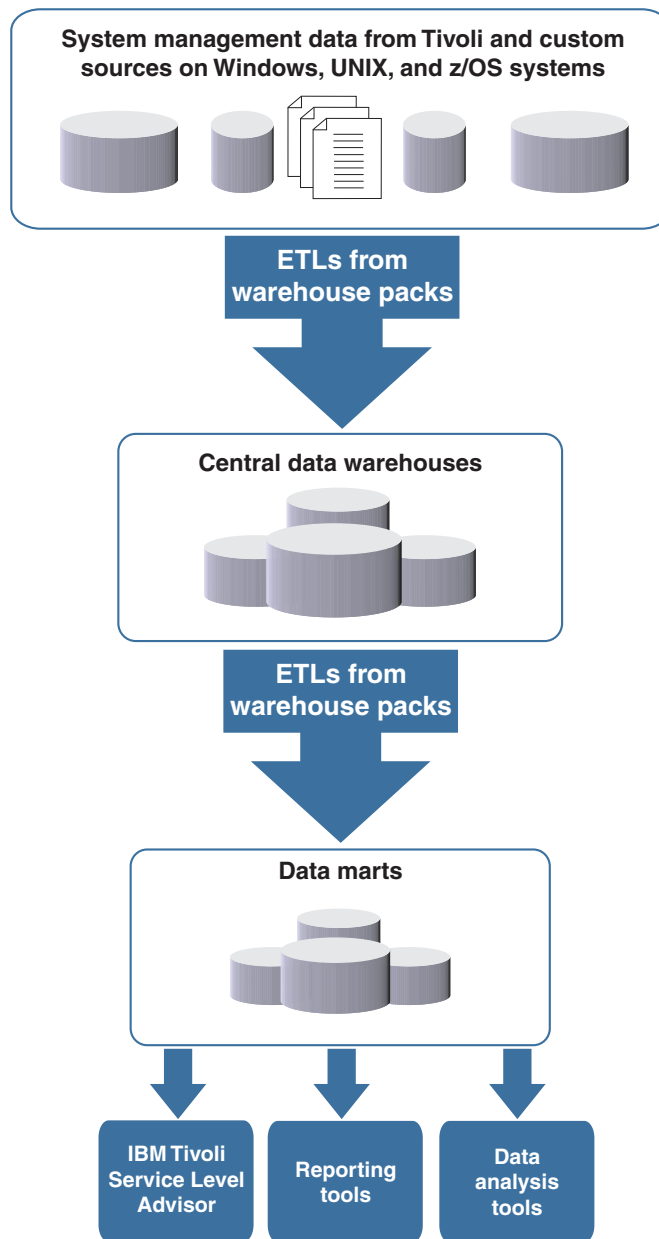 System management data from Tivoli and custom
sources on Windows, UNIX, and z/OS systems
ETLs from
warehouse packs
Central data warehouses
ETLs from
warehouse packs
Data marts
IBM Tivoli
Service Level
Advisor
Reporting
tools
Data
analysis
tools